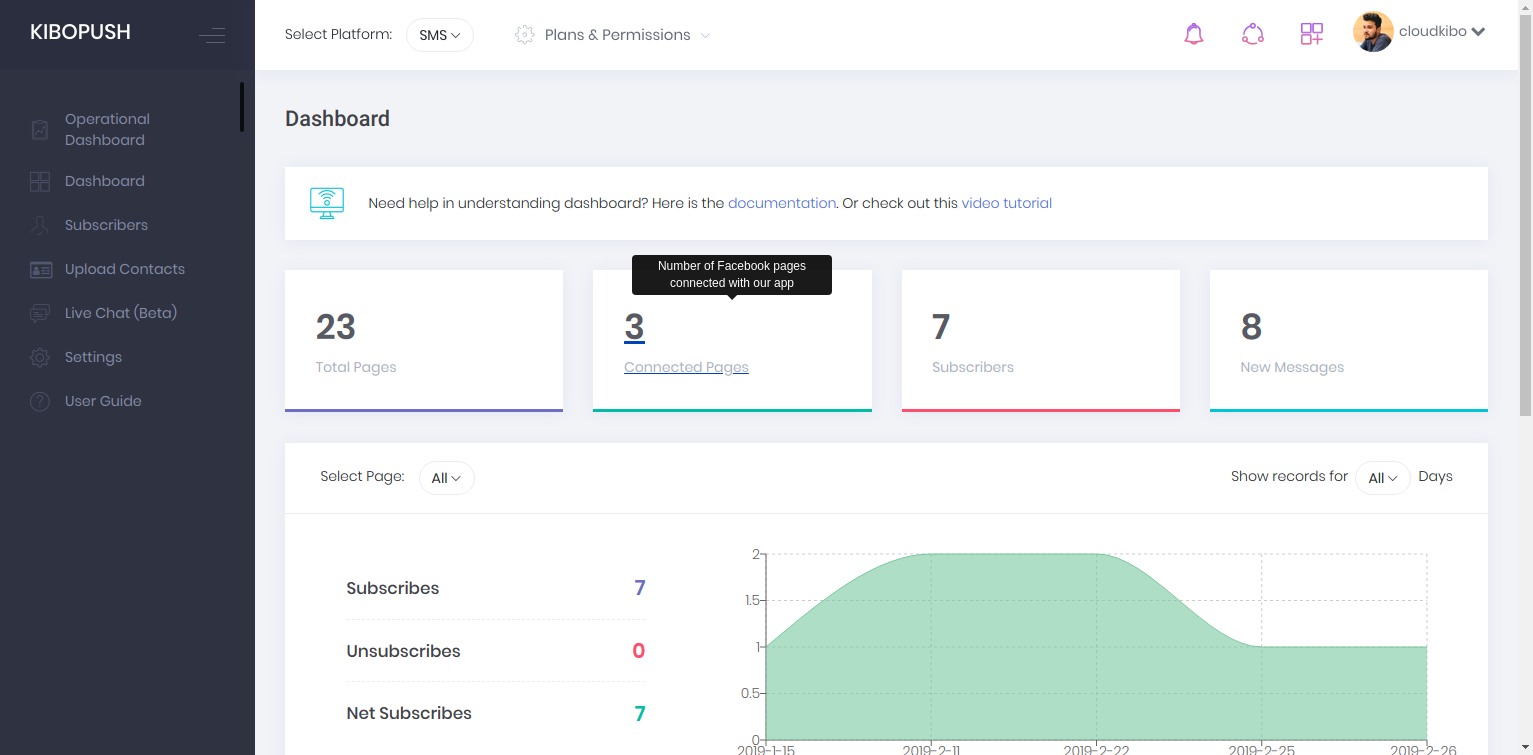 KIBOPUSH
Select Platform: SMS
Plans & Permissions
cloudkibo
Operational
Dashboard
Dashboard
Subscribers
Upload Contacts
Live Chat (Beta)
Settings
User Guide
Dashboard
Need help in understanding dashboard? Here is the documentation. Or check out this video tutorial
Number of Facebook pages
connected with our app
23
Total Pages
3
Connected Pages
7
Subscribers
8
New Messages
Select Page: All
Show records for All Days
Subscribes 7
Unsubscribes 0
Net Subscribes 7
2
1.5
1
0.5
0
2019-1-15 2019-2-11 2019-2-22 2019-2-25 2019-2-26